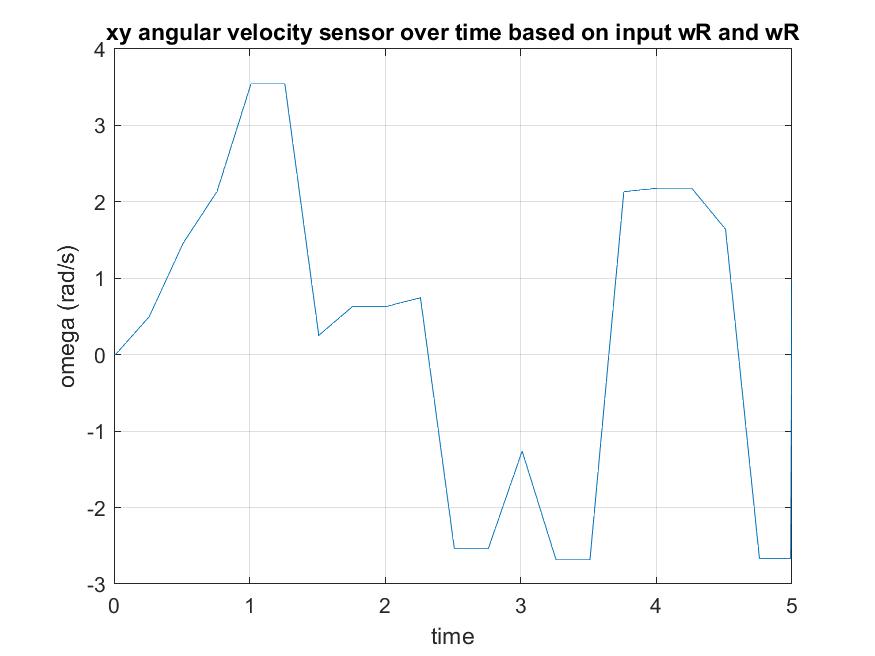 xy angular velocity sensor over time based on input wR and wR
4
3
2
1
0
-1
-2
-3
omega (rad/s)
0 1 2 3 4 5
time